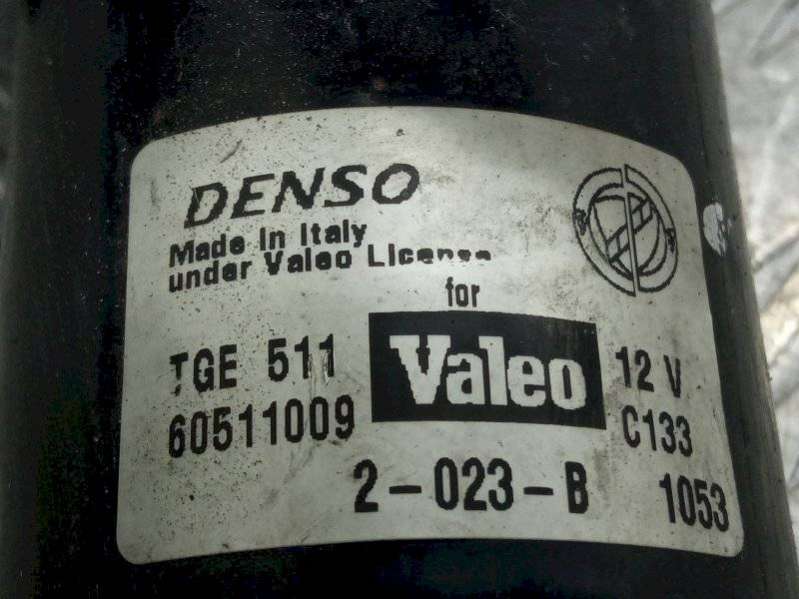 DENSO
Made in Italy
under Valeo License
for
TGE 511
Valeo
12 V
60511009
C133
2-023-B
1053